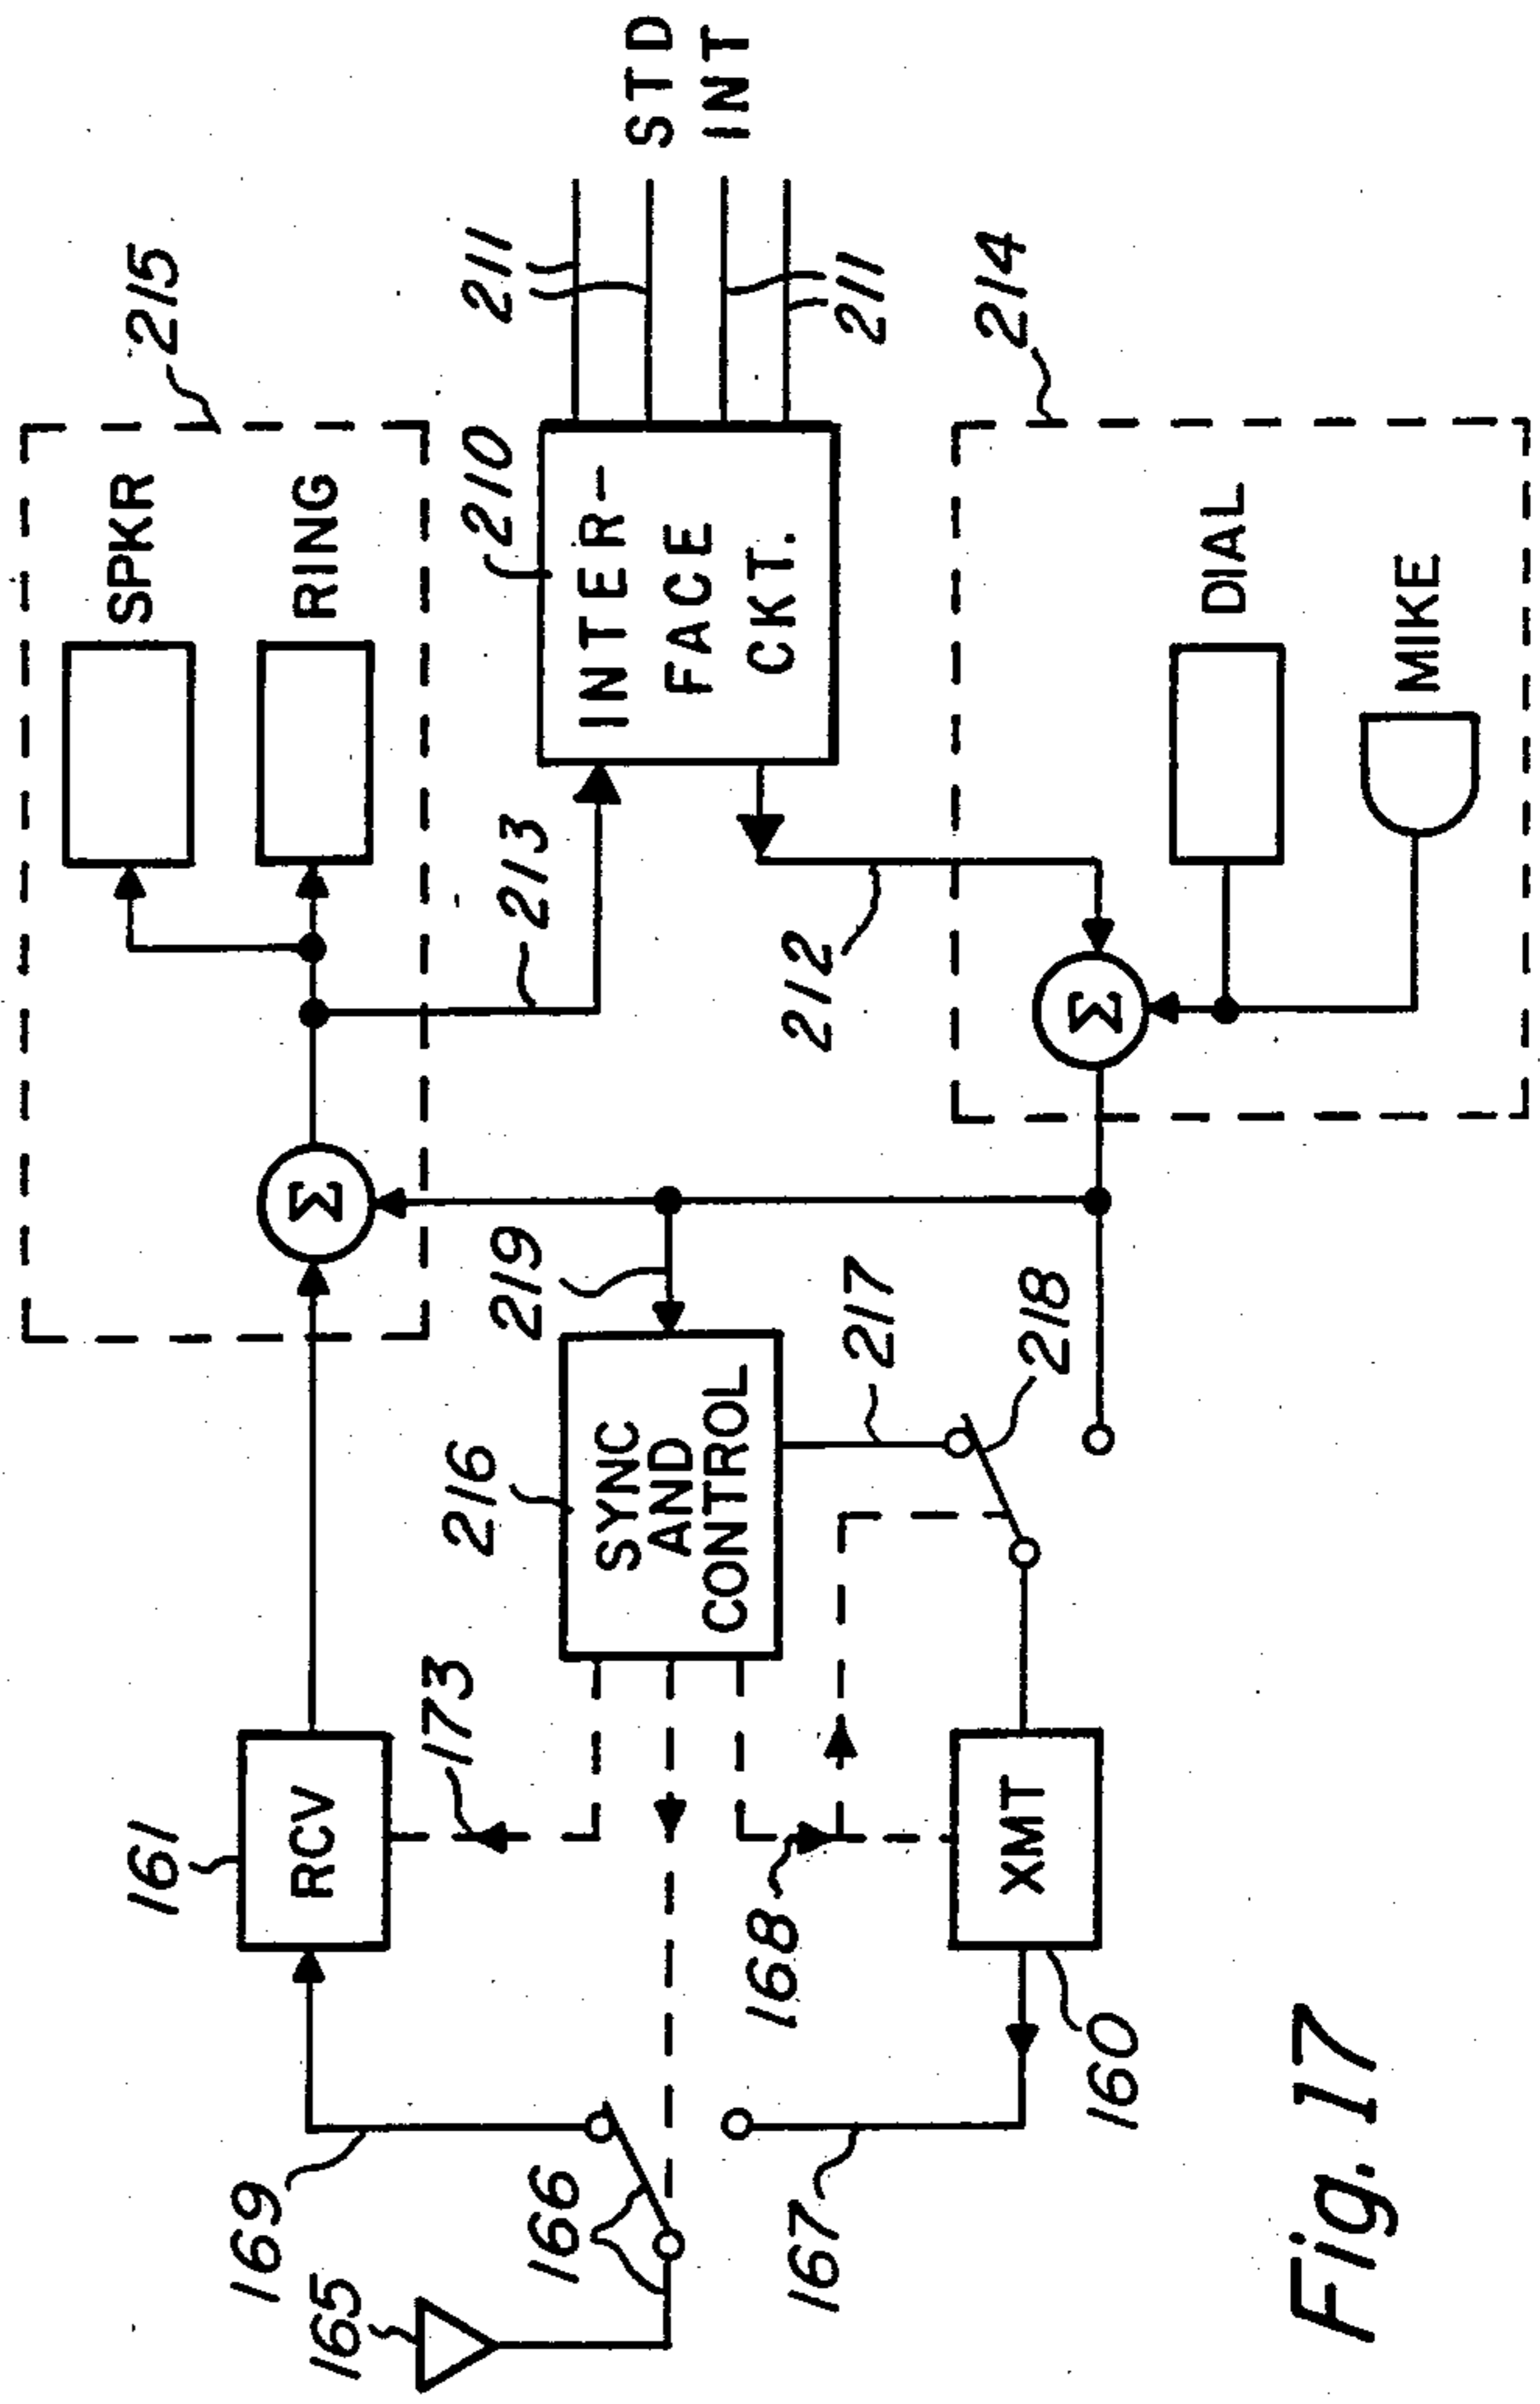 215
SPKR
RING
210
INTER-
FACE
CKT.
211
STD
INT
211
213
212
214
DIAL
MIKE
Σ
Σ
219
216
SYNC
AND
CONTROL
217
218
161
RCV
173
168
XMT
160
169
166
165
167
Fig. 17